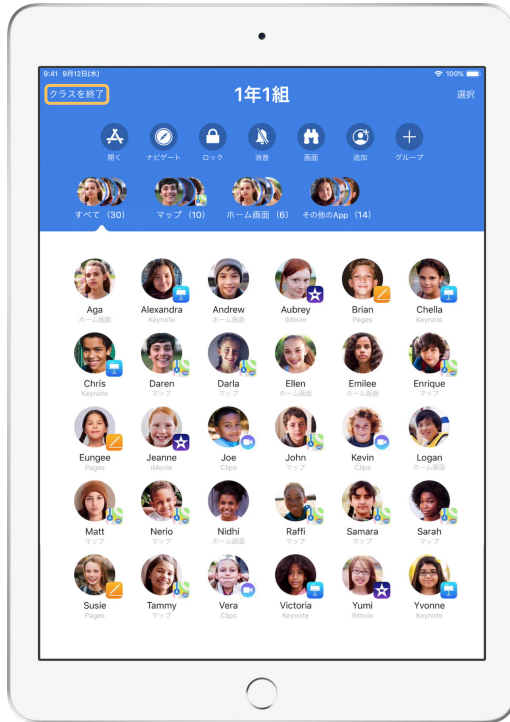 9:41 9月12日(水) 100%
クラスを終了 1年1組 選択
開く ナビゲート ロック 消音 画面 追加 グループ
すべて (30) マップ (10) ホーム画面 (6) その他のApp (14)
Aga Alexandra Andrew Aubrey Brian Chella
ホーム画面 Keynote ホーム画面 iMovie Pages Keynote
Chris Daren Darla Ellen Emilee Enrique
Keynote マップ マップ ホーム画面 ホーム画面 マップ
Eungee Jeanne Joe John Kevin Logan
Pages iMovie Clips マップ Clips ホーム画面
Matt Nerio Nidhi Raffi Samara Sarah
マップ マップ ホーム画面 マップ マップ マップ
Susie Tammy Vera Victoria Yumi Yvonne
Pages マップ Clips Keynote iMovie Keynote